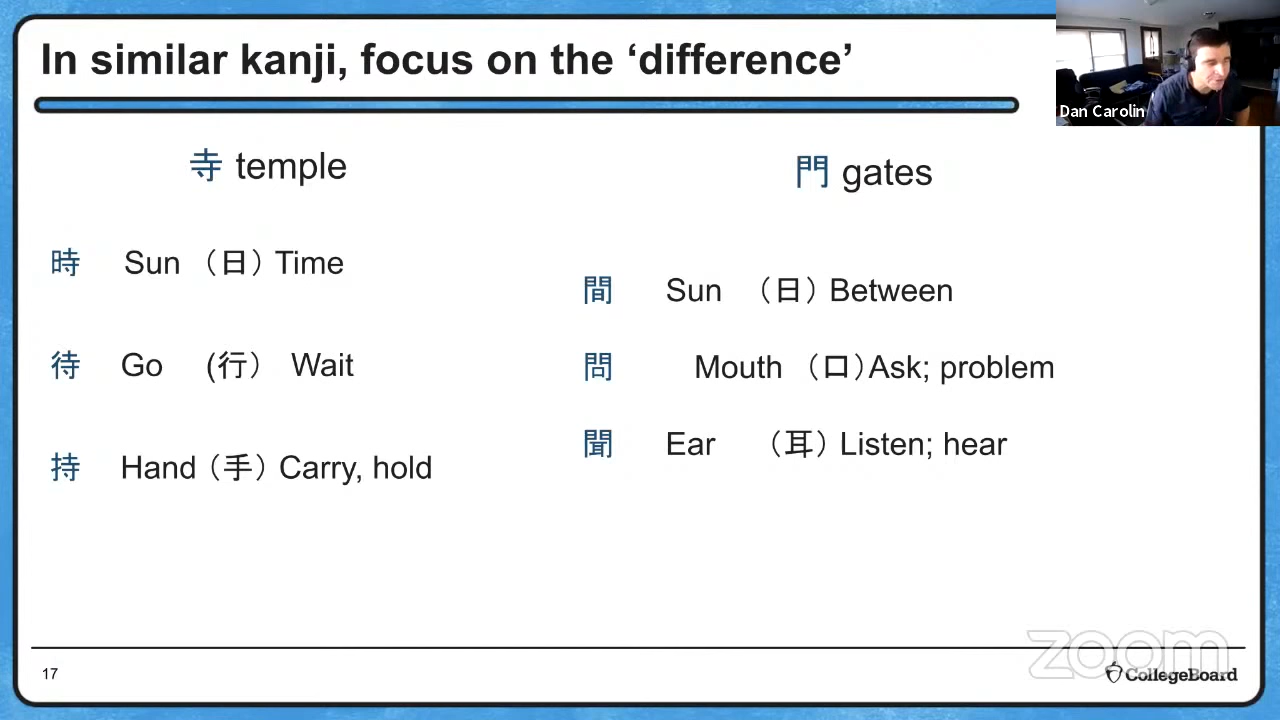 In similar kanji, focus on the ‘difference’
Dan Carolin
寺 temple
時 Sun （日）Time
待 Go (行） Wait
持 Hand（手）Carry, hold
門 gates
間 Sun （日）Between
問 Mouth （口）Ask; problem
聞 Ear （耳）Listen; hear
zoom
17
CollegeBoard